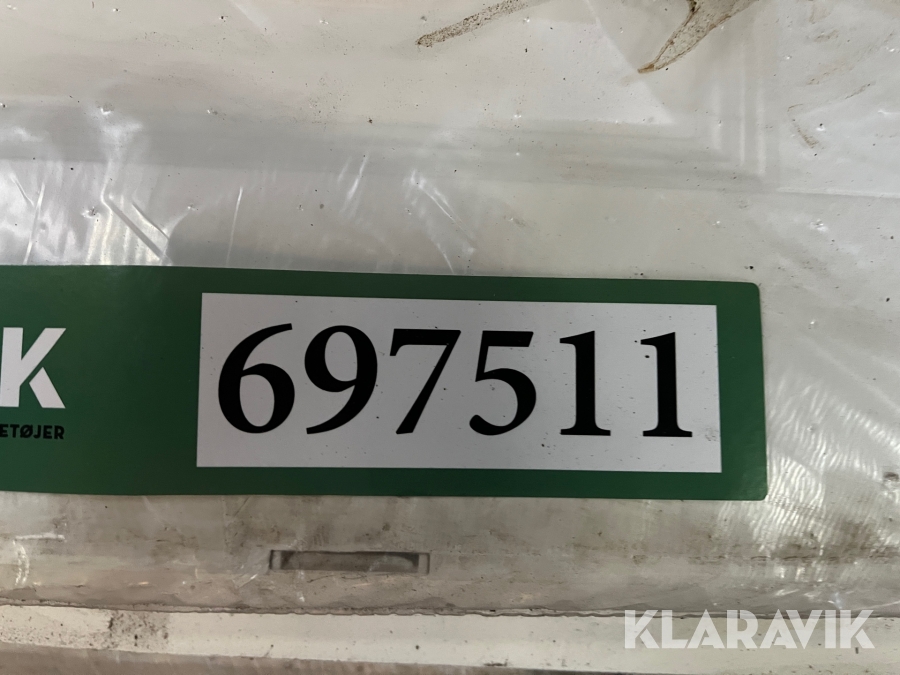 K
697511
ETØJER
KLARAVIK